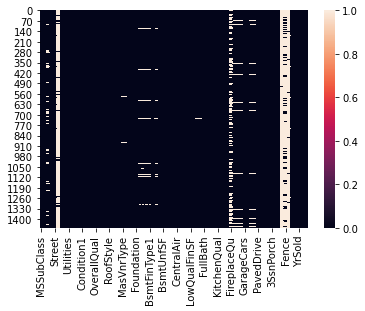 0
70
140
210
280
350
420
490
560
630
700
770
840
910
980
1050
1120
1190
1260
1330
1400
MSSubClass
Street
Utilities
Condition1
OverallQual
RoofStyle
MasVnrType
Foundation
BsmtFinType1
BsmtUnfSF
CentralAir
LowQualFinSF
FullBath
KitchenQual
FireplaceQu
GarageCars
PavedDrive
3SsnPorch
Fence
YrSold
1.0
0.8
0.6
0.4
0.2
0.0